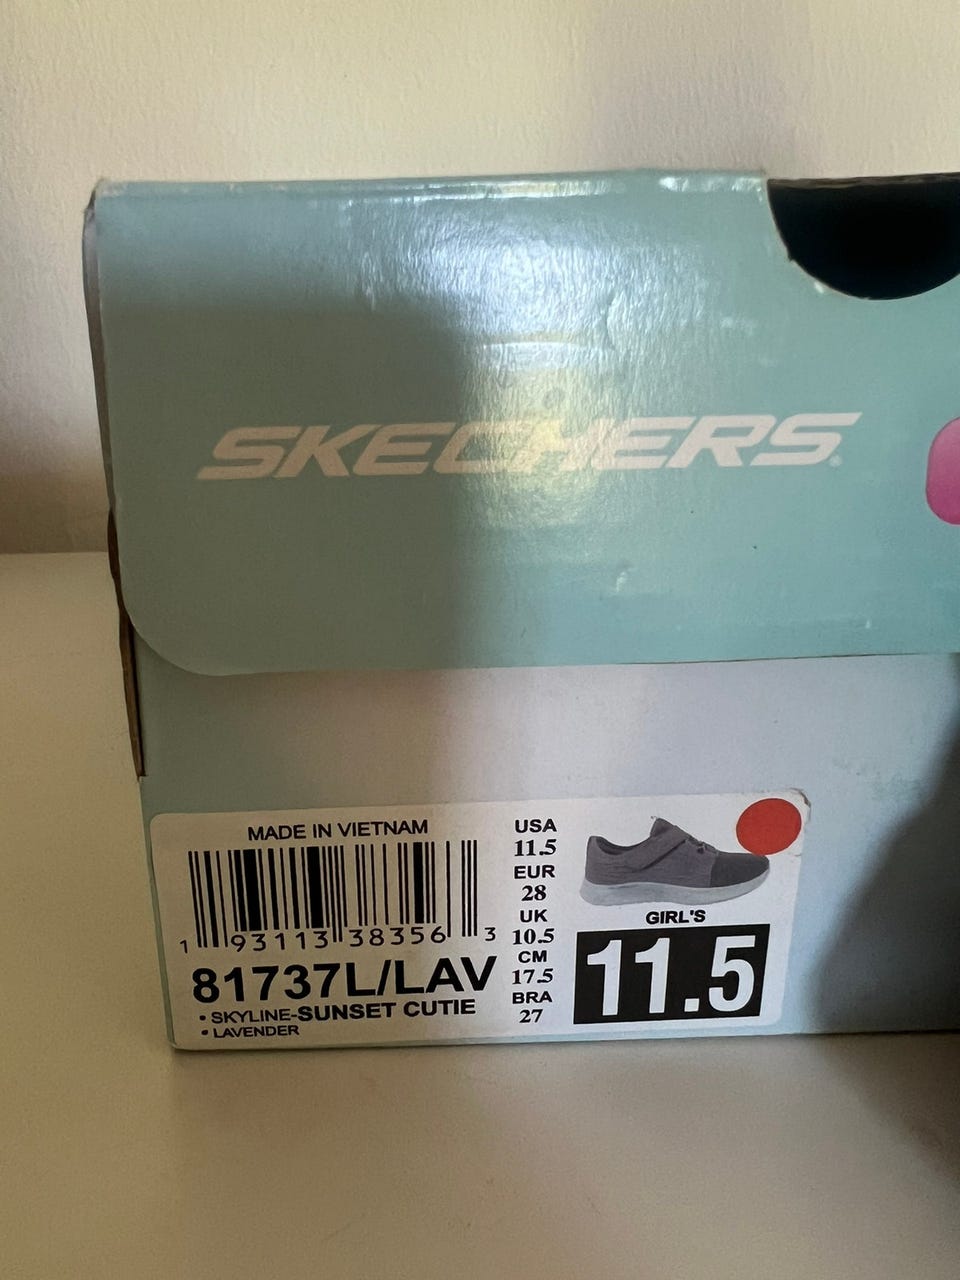 SKECHERS
MADE IN VIETNAM
1 93113 38356 3
81737L/LAV
• SKYLINE-SUNSET CUTIE
• LAVENDER
USA
11.5
EUR
28
UK
10.5
CM
17.5
BRA
27
GIRL'S
11.5